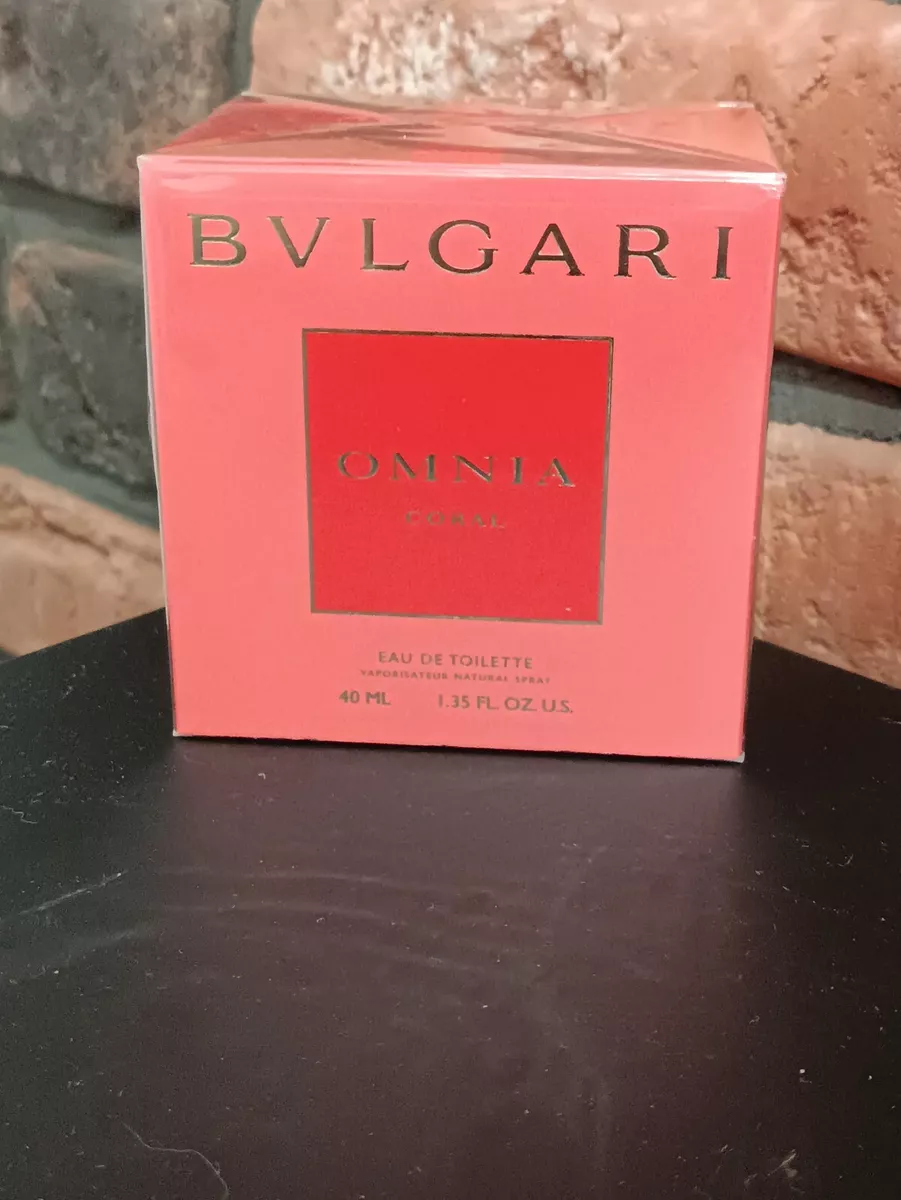 BVLGARI
OMNIA
CORAL
EAU DE TOILETTE
VAPORISATEUR NATURAL SPRAY
40 ML 1.35 FL. OZ. U.S.